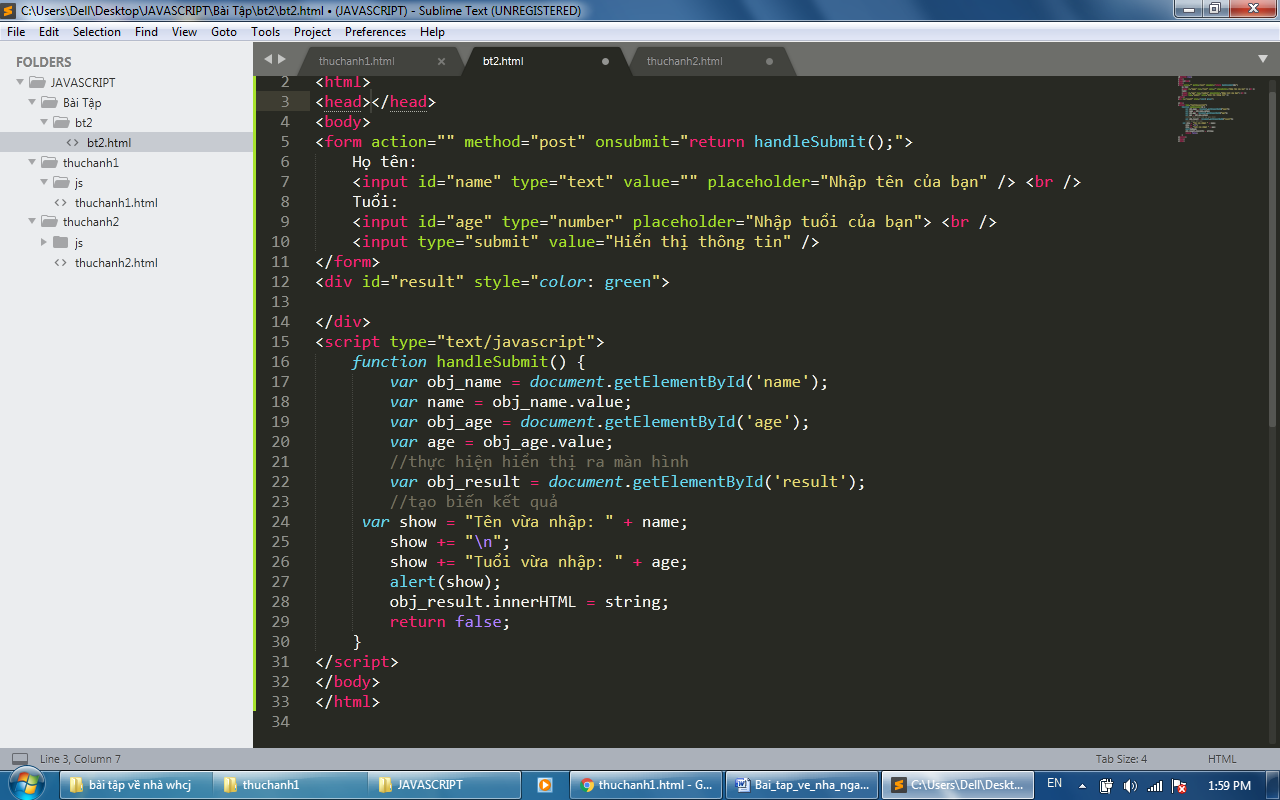 C:\Users\Dell\Desktop\JAVASCRIPT\Bài Tập\bt2\bt2.html • (JAVASCRIPT) - Sublime Text (UNREGISTERED)
File Edit Selection Find View Goto Tools Project Preferences Help
FOLDERS
JAVASCRIPT
Bài Tập
bt2
bt2.html
thuchanh1
js
thuchanh1.html
thuchanh2
js
thuchanh2.html
thuchanh1.html × bt2.html thuchanh2.html
2 <html>
3 <head></head>
4 <body>
5 <form action="" method="post" onsubmit="return handleSubmit();">
6 Họ tên:
7 <input id="name" type="text" value="" placeholder="Nhập tên của bạn" /> <br />
8 Tuổi:
9 <input id="age" type="number" placeholder="Nhập tuổi của bạn"> <br />
10 <input type="submit" value="Hiển thị thông tin" />
11 </form>
12 <div id="result" style="color: green">
13
14 </div>
15 <script type="text/javascript">
16 function handleSubmit() {
17 var obj_name = document.getElementById('name');
18 var name = obj_name.value;
19 var obj_age = document.getElementById('age');
20 var age = obj_age.value;
21 //thực hiện hiển thị ra màn hình
22 var obj_result = document.getElementById('result');
23 //tạo biến kết quả
24 var show = "Tên vừa nhập: " + name;
25 show += "\n";
26 show += "Tuổi vừa nhập: " + age;
27 alert(show);
28 obj_result.innerHTML = string;
29 return false;
30 }
31 </script>
32 </body>
33 </html>
34
Line 3, Column 7 Tab Size: 4 HTML
bài tập về nhà whcj thuchanh1 JAVASCRIPT thuchanh1.html - G... Bai_tap_ve_nha_nga... C:\Users\Dell\Deskt... EN 1:59 PM